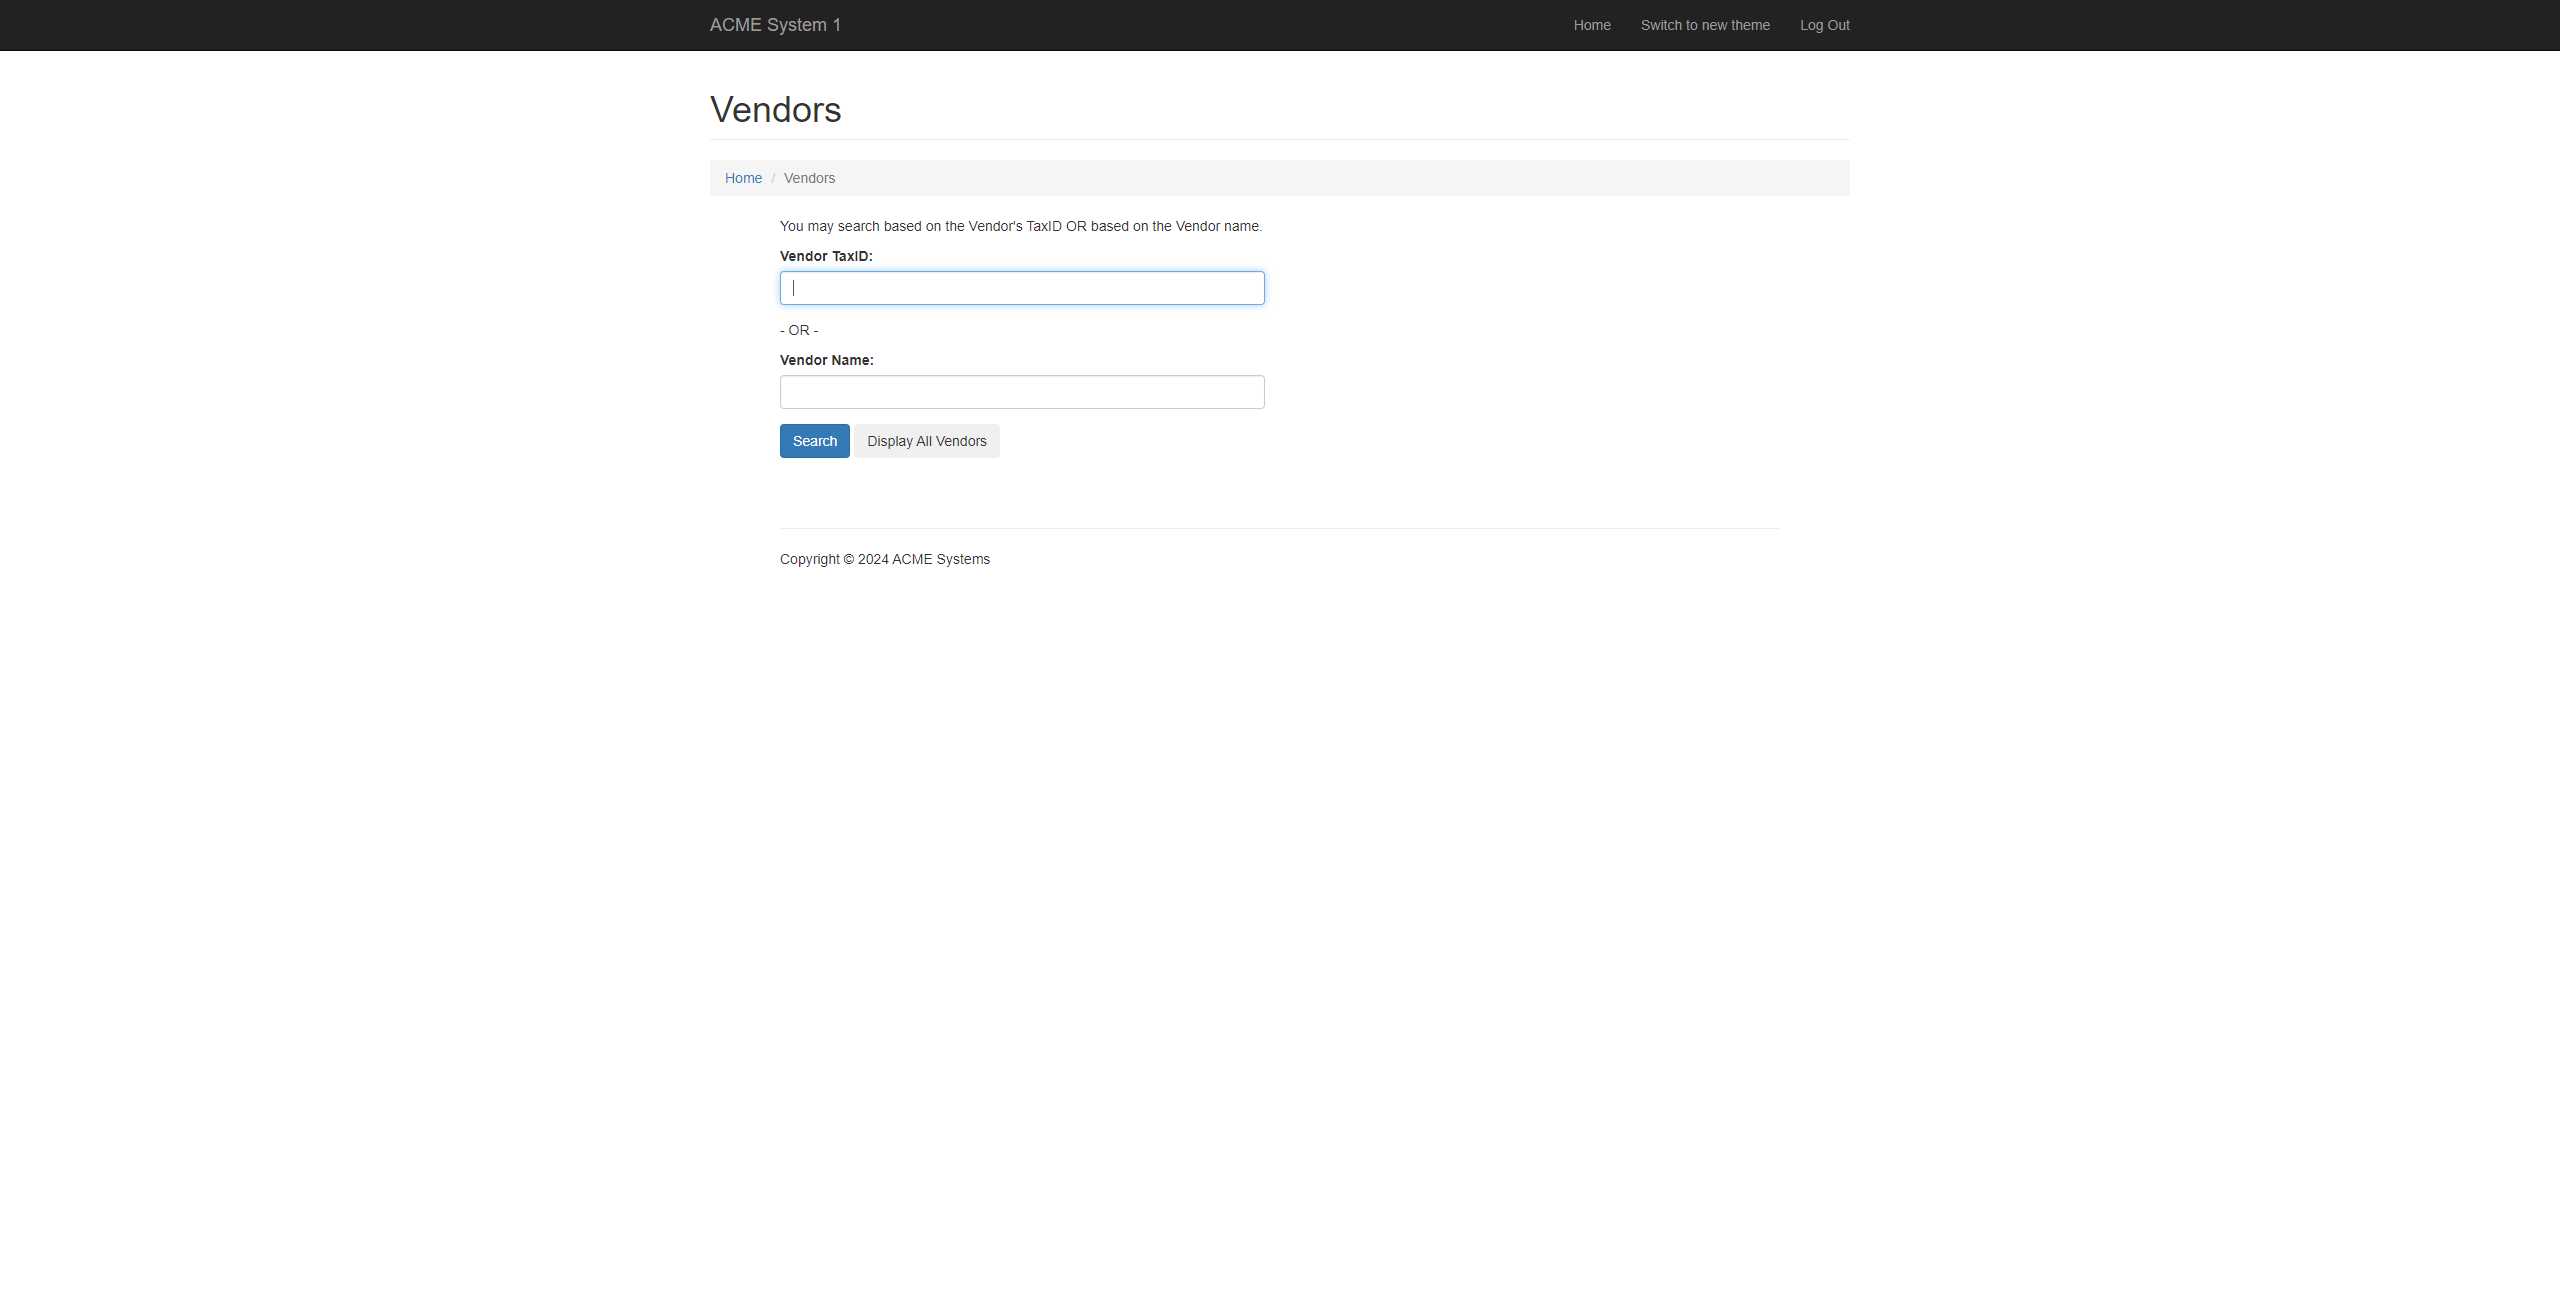 ACME System 1
Home
Switch to new theme
Log Out
Vendors
Home / Vendors
You may search based on the Vendor's TaxID OR based on the Vendor name.
Vendor TaxID:
- OR -
Vendor Name:
Search
Display All Vendors
Copyright © 2024 ACME Systems